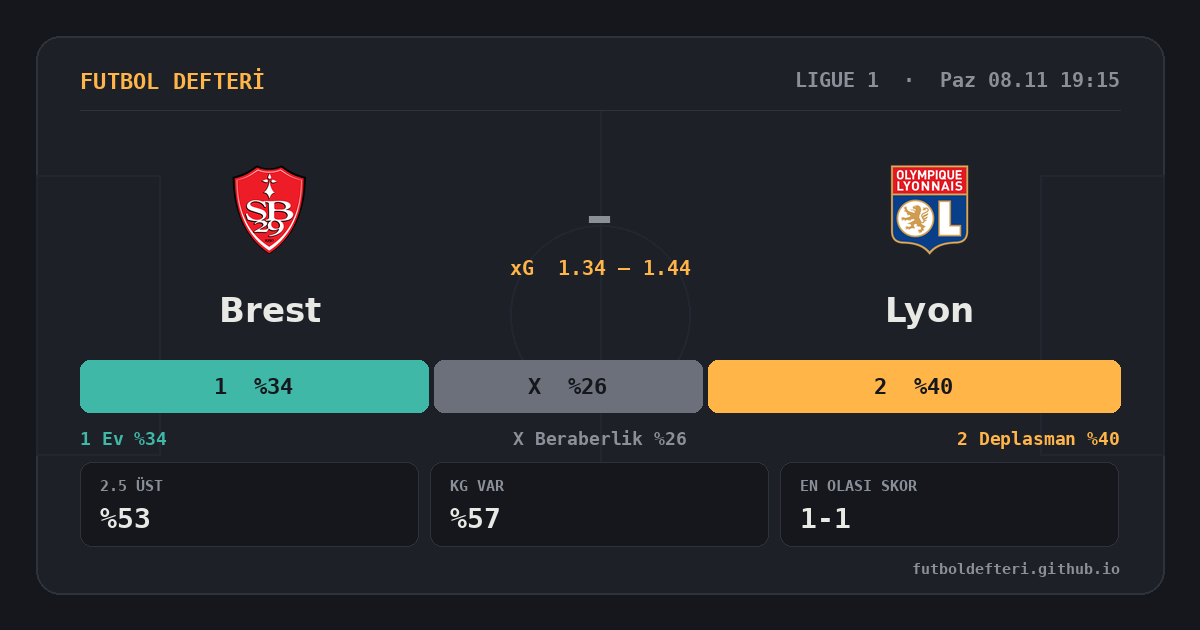 FUTBOL DEFTERİ
LIGUE 1 · Paz 08.11 19:15
SB
29
OLYMPIQUE
LYONNAIS
OL
–
xG 1.34 – 1.44
Brest
Lyon
1 %34
X %26
2 %40
1 Ev %34
X Beraberlik %26
2 Deplasman %40
2.5 ÜST
%53
KG VAR
%57
EN OLASI SKOR
1-1
futboldefteri.github.io